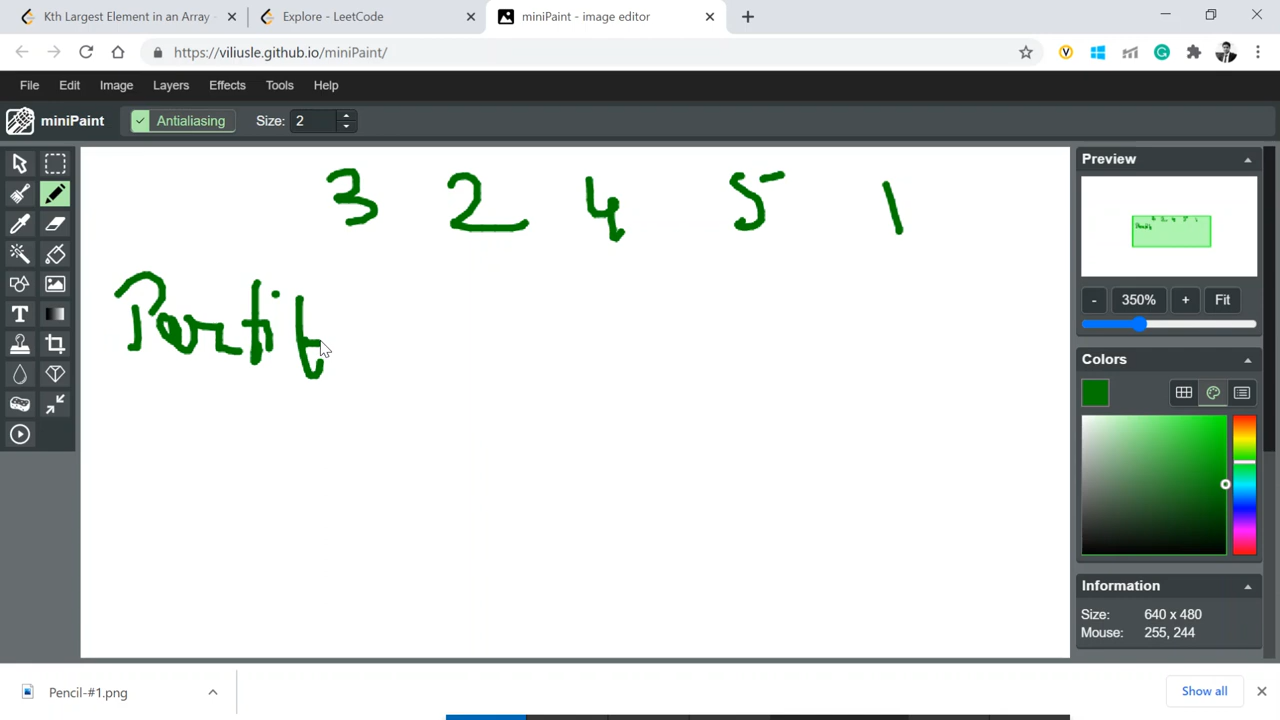 Kth Largest Element in an Array
Explore - LeetCode
miniPaint - image editor
https://viliusle.github.io/miniPaint/
File Edit Image Layers Effects Tools Help
miniPaint Antialiasing Size: 2
Preview
3 2 4 5 1
Partit
- 350% + Fit
Colors
Information
Size: 640 x 480
Mouse: 255, 244
Pencil-#1.png
Show all